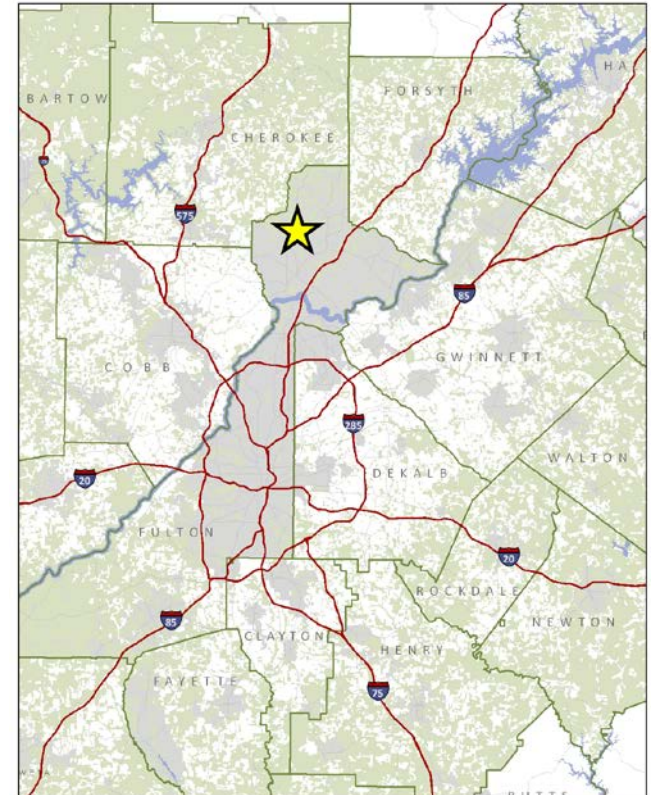 HA
BARTOW
FORSYTH
CHEROKEE
575
85
COBB
GWINNETT
285
WALTON
20
DEKALB
FULTON
20
ROCKDALE
NEWTON
85
CLAYTON
HENRY
FAYETTE
75